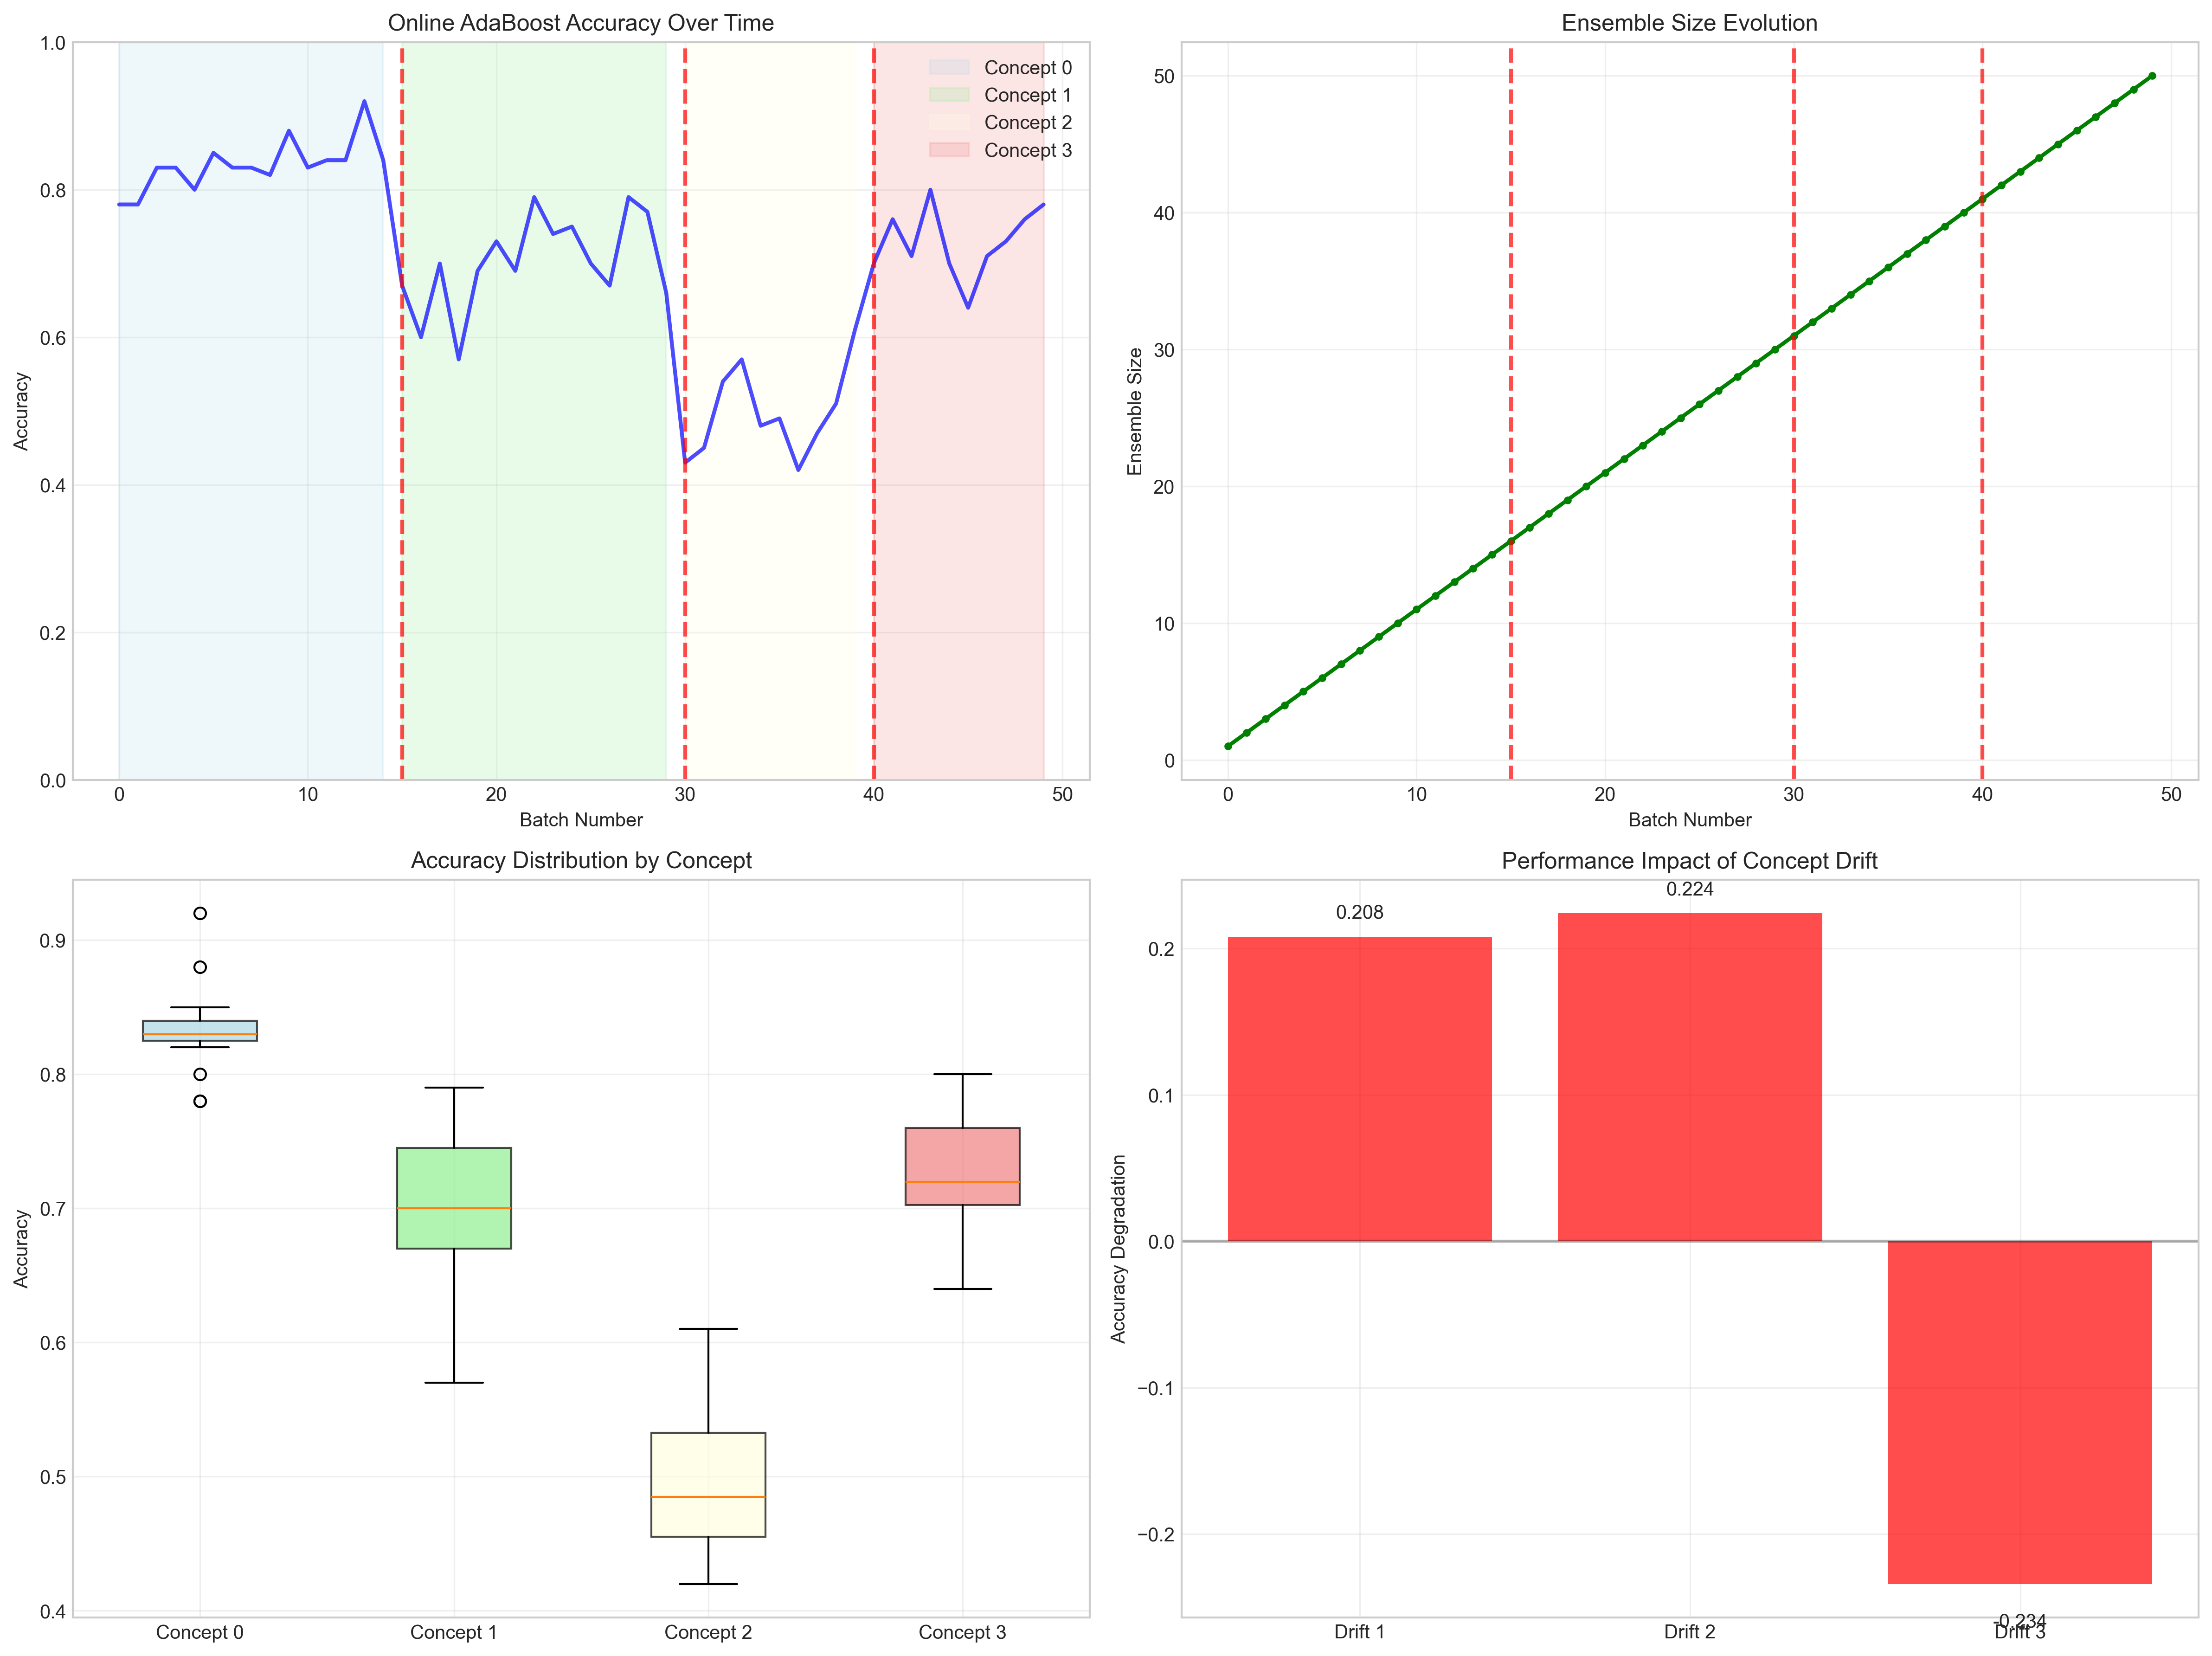 Online AdaBoost Accuracy Over Time
1.0
0.8
0.6
0.4
0.2
0.0
Accuracy
Concept 0
Concept 1
Concept 2
Concept 3
0 10 20 30 40 50
Batch Number
Ensemble Size Evolution
50
40
30
20
10
0
Ensemble Size
0 10 20 30 40 50
Batch Number
Accuracy Distribution by Concept
0.9
0.8
0.7
0.6
0.5
0.4
Accuracy
Concept 0 Concept 1 Concept 2 Concept 3
Performance Impact of Concept Drift
0.224
0.208
0.2
0.1
0.0
−0.1
−0.2
Accuracy Degradation
-0.234
Drift 1 Drift 2 Drift 3